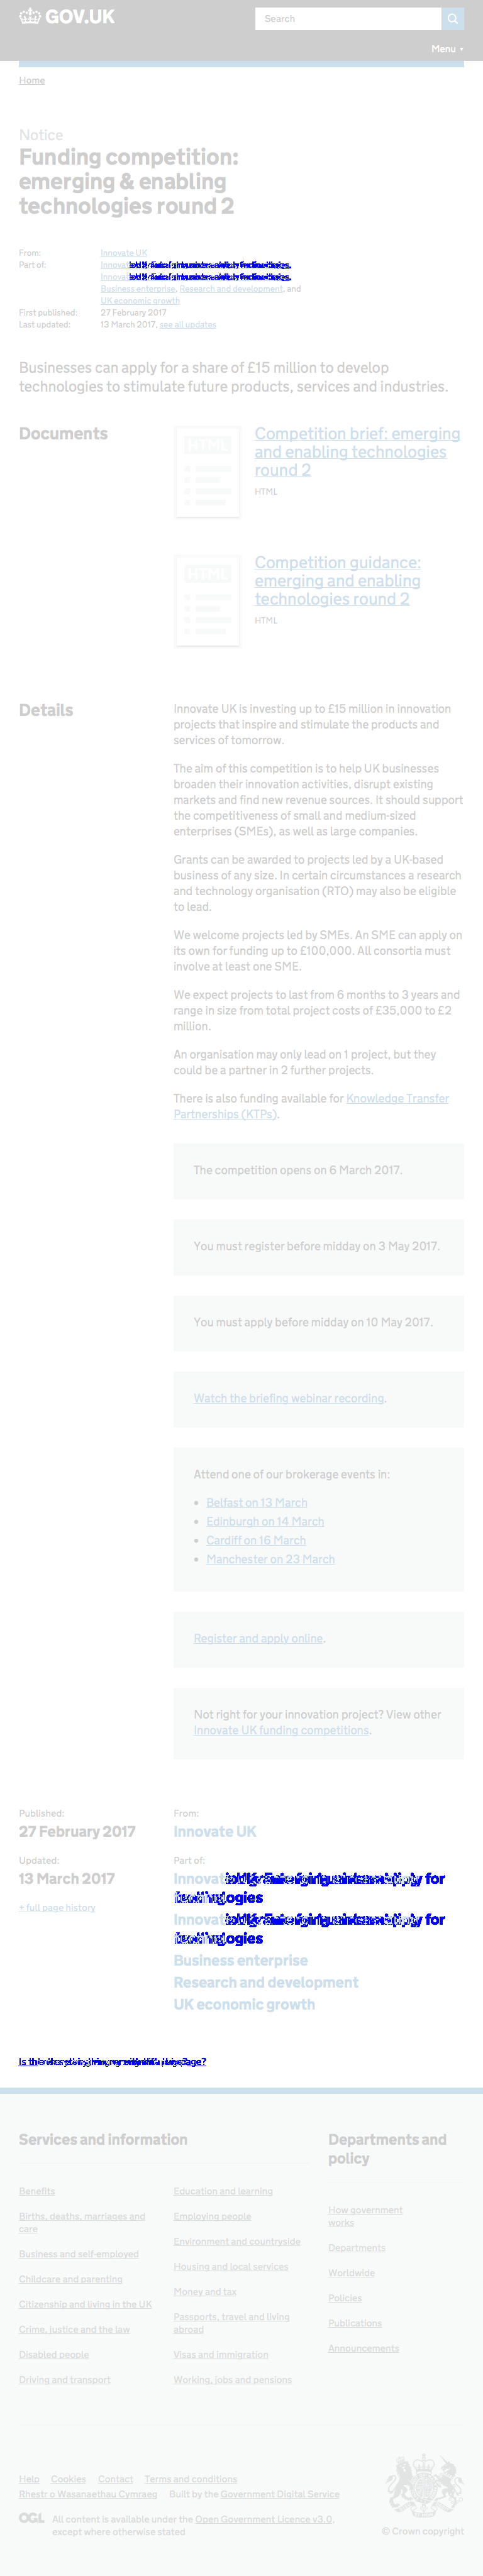 GOV.UK
Search
Menu ▼
Home
Notice
Funding competition:
emerging & enabling
technologies round 2
From: Innovate UK
Part of:
Business enterprise, Research and development, and
UK economic growth
First published: 27 February 2017
Last updated: 13 March 2017, see all updates
Businesses can apply for a share of £15 million to develop
technologies to stimulate future products, services and industries.
Documents
HTML
Competition brief: emerging
and enabling technologies
round 2
HTML
HTML
Competition guidance:
emerging and enabling
technologies round 2
HTML
Details
Innovate UK is investing up to £15 million in innovation
projects that inspire and stimulate the products and
services of tomorrow.
The aim of this competition is to help UK businesses
broaden their innovation activities, disrupt existing
markets and find new revenue sources. It should support
the competitiveness of small and medium-sized
enterprises (SMEs), as well as large companies.
Grants can be awarded to projects led by a UK-based
business of any size. In certain circumstances a research
and technology organisation (RTO) may also be eligible
to lead.
We welcome projects led by SMEs. An SME can apply on
its own for funding up to £100,000. All consortia must
involve at least one SME.
We expect projects to last from 6 months to 3 years and
range in size from total project costs of £35,000 to £2
million.
An organisation may only lead on 1 project, but they
could be a partner in 2 further projects.
There is also funding available for Knowledge Transfer
Partnerships (KTPs).
The competition opens on 6 March 2017.
You must register before midday on 3 May 2017.
You must apply before midday on 10 May 2017.
Watch the briefing webinar recording.
Attend one of our brokerage events in:
• Belfast on 13 March
• Edinburgh on 14 March
• Cardiff on 16 March
• Manchester on 23 March
Register and apply online.
Not right for your innovation project? View other
Innovate UK funding competitions.
Published:
27 February 2017
Updated:
13 March 2017
+ full page history
From:
Innovate UK
Part of:
Business enterprise
Research and development
UK economic growth
Services and information
Benefits
Births, deaths, marriages and
care
Business and self-employed
Childcare and parenting
Citizenship and living in the UK
Crime, justice and the law
Disabled people
Driving and transport
Education and learning
Employing people
Environment and countryside
Housing and local services
Money and tax
Passports, travel and living
abroad
Visas and immigration
Working, jobs and pensions
Departments and
policy
How government
works
Departments
Worldwide
Policies
Publications
Announcements
Help Cookies Contact Terms and conditions
Rhestr o Wasanaethau Cymraeg Built by the Government Digital Service
OGL All content is available under the Open Government Licence v3.0,
except where otherwise stated
© Crown copyright